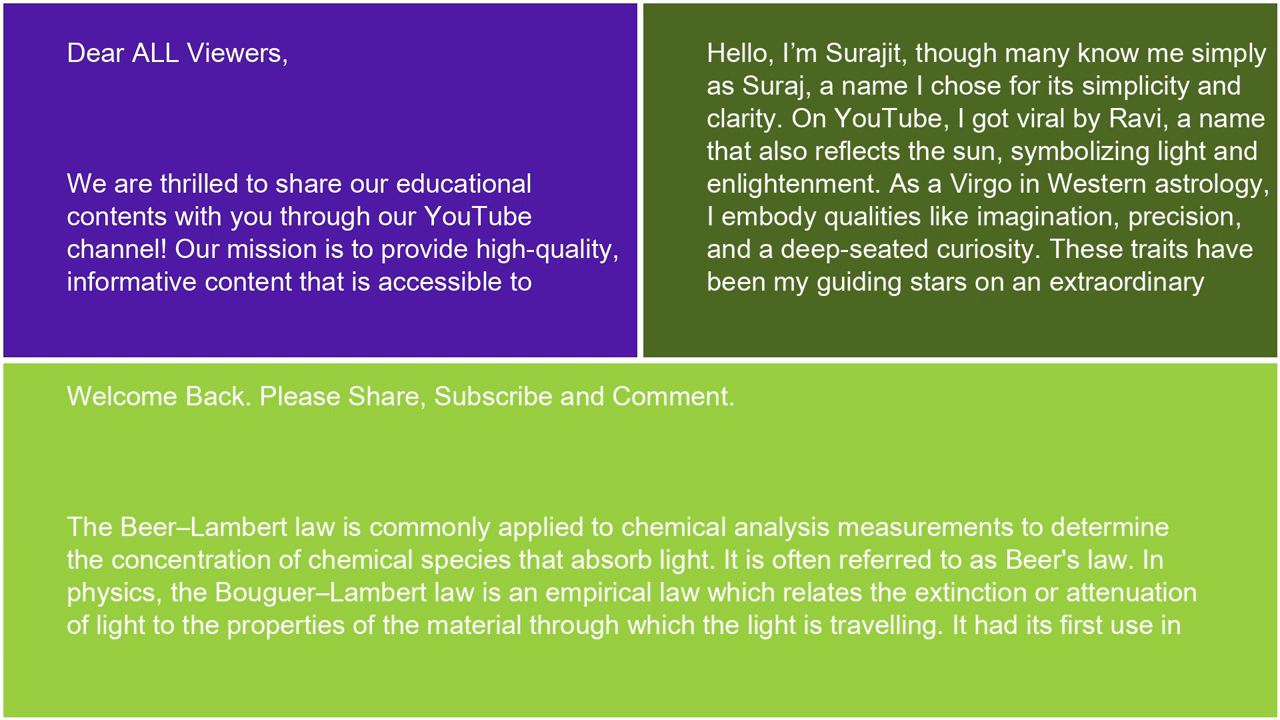 Dear ALL Viewers,
We are thrilled to share our educational
contents with you through our YouTube
channel! Our mission is to provide high-quality,
informative content that is accessible to
Hello, I’m Surajit, though many know me simply
as Suraj, a name I chose for its simplicity and
clarity. On YouTube, I got viral by Ravi, a name
that also reflects the sun, symbolizing light and
enlightenment. As a Virgo in Western astrology,
I embody qualities like imagination, precision,
and a deep-seated curiosity. These traits have
been my guiding stars on an extraordinary
Welcome Back. Please Share, Subscribe and Comment.
The Beer–Lambert law is commonly applied to chemical analysis measurements to determine
the concentration of chemical species that absorb light. It is often referred to as Beer's law. In
physics, the Bouguer–Lambert law is an empirical law which relates the extinction or attenuation
of light to the properties of the material through which the light is travelling. It had its first use in